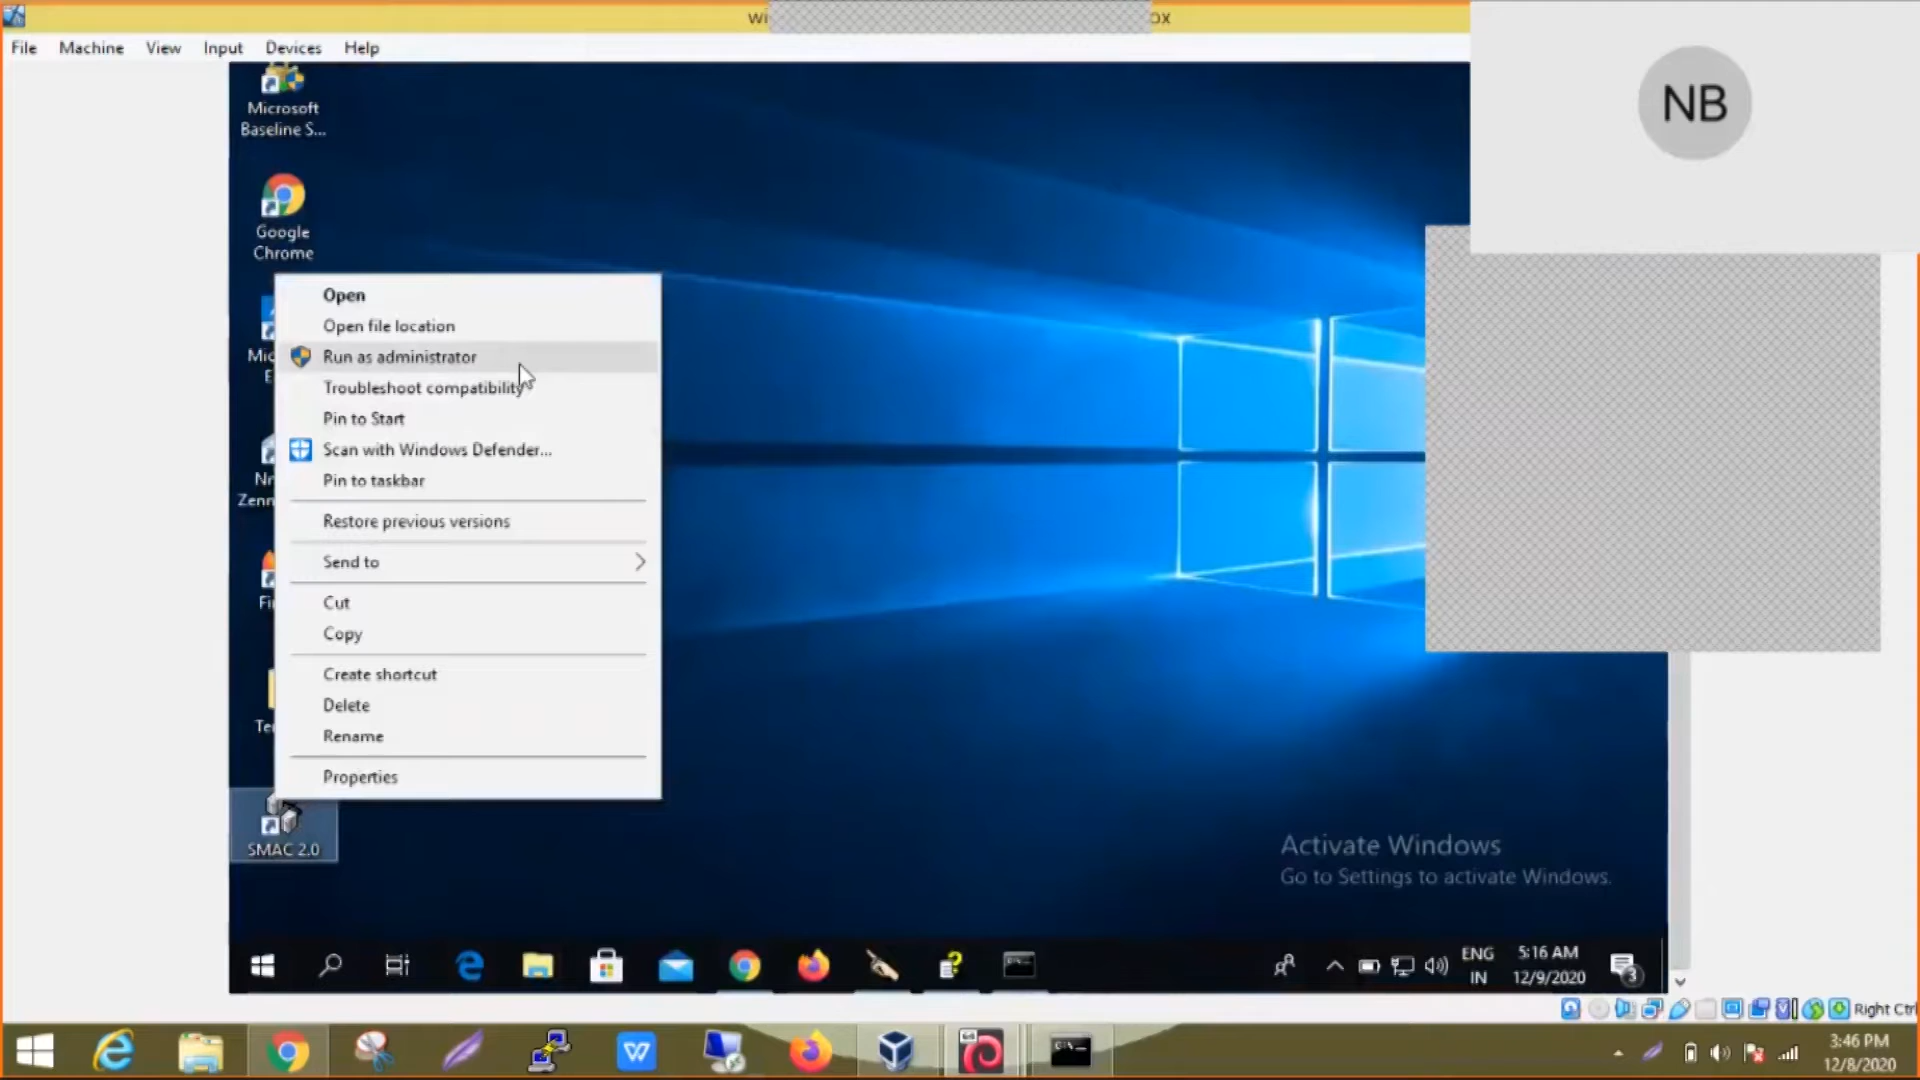 wi
ox
File Machine View Input Devices Help
NB
Microsoft
Baseline S...
Google
Chrome
Open
Open file location
Run as administrator
Troubleshoot compatibility
Pin to Start
Scan with Windows Defender...
Pin to taskbar
Restore previous versions
Send to
Cut
Copy
Create shortcut
Delete
Rename
Properties
SMAC 2.0
Activate Windows
Go to Settings to activate Windows.
ENG
IN
5:16 AM
12/9/2020
3
Right Ctrl
3:46 PM
12/8/2020